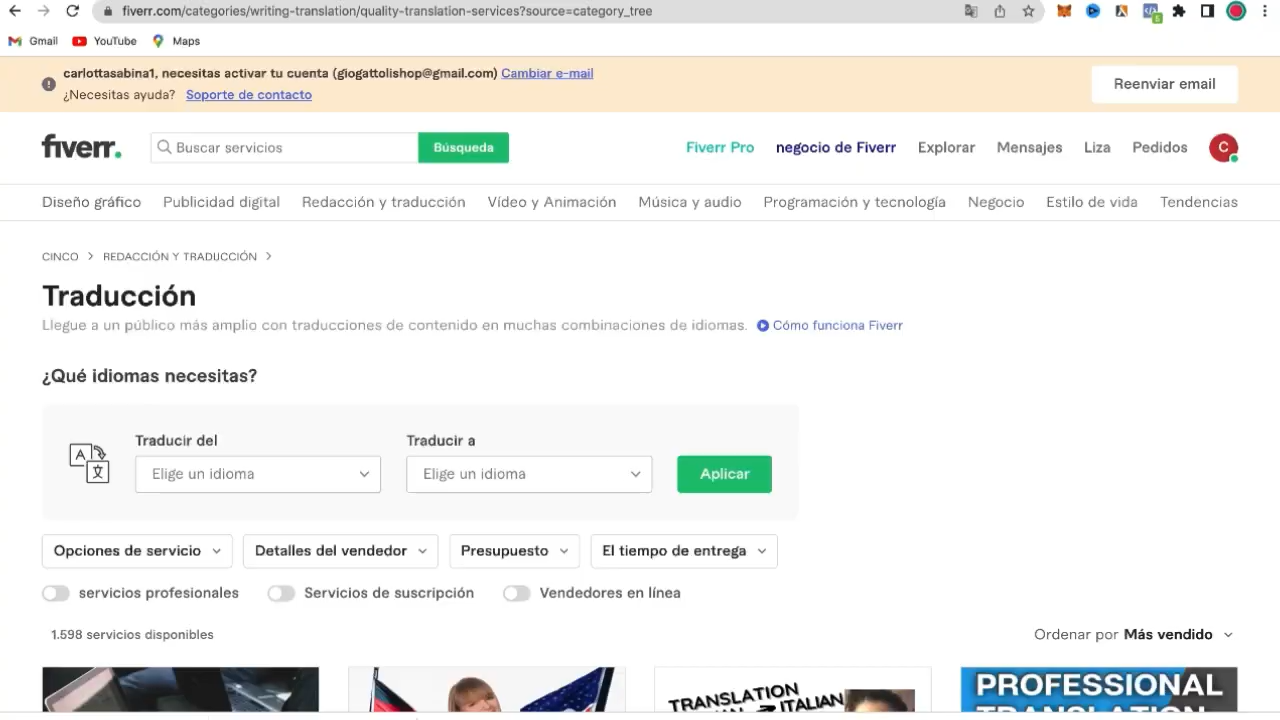 fiverr.com/categories/writing-translation/quality-translation-services?source=category_tree
5
Gmail YouTube Maps
carlottasabina1, necesitas activar tu cuenta (giogattolishop@gmail.com) Cambiar e-mail
¿Necesitas ayuda? Soporte de contacto
Reenviar email
fiverr.
Buscar servicios Búsqueda
Fiverr Pro negocio de Fiverr Explorar Mensajes Liza Pedidos C
Diseño gráfico Publicidad digital Redacción y traducción Vídeo y Animación Música y audio Programación y tecnología Negocio Estilo de vida Tendencias
CINCO > REDACCIÓN Y TRADUCCIÓN >
Traducción
Llegue a un público más amplio con traducciones de contenido en muchas combinaciones de idiomas. Cómo funciona Fiverr
¿Qué idiomas necesitas?
A 文
Traducir del Traducir a
Elige un idioma Elige un idioma Aplicar
Opciones de servicio Detalles del vendedor Presupuesto El tiempo de entrega
servicios profesionales Servicios de suscripción Vendedores en línea
1.598 servicios disponibles
Ordenar por Más vendido
TRANSLATION
ITALIAN
PROFESSIONAL
TRANSLATION